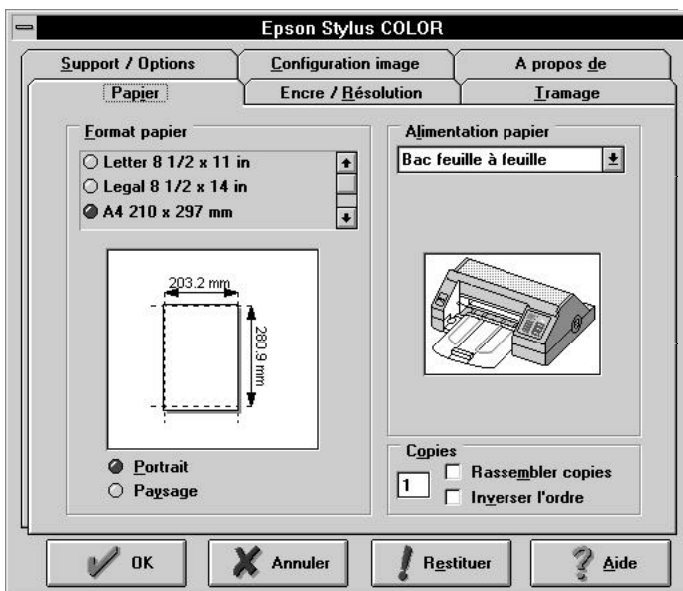 Epson Stylus COLOR
Support / Options
Configuration image
A propos de
Papier
Encre / Résolution
Tramage
Format papier
Letter 8 1/2 x 11 in
Legal 8 1/2 x 14 in
A4 210 x 297 mm
203.2 mm
280.9 mm
Portrait
Paysage
Alimentation papier
Bac feuille à feuille
Copies
1
Rassembler copies
Inverser l'ordre
OK
Annuler
Restituer
Aide